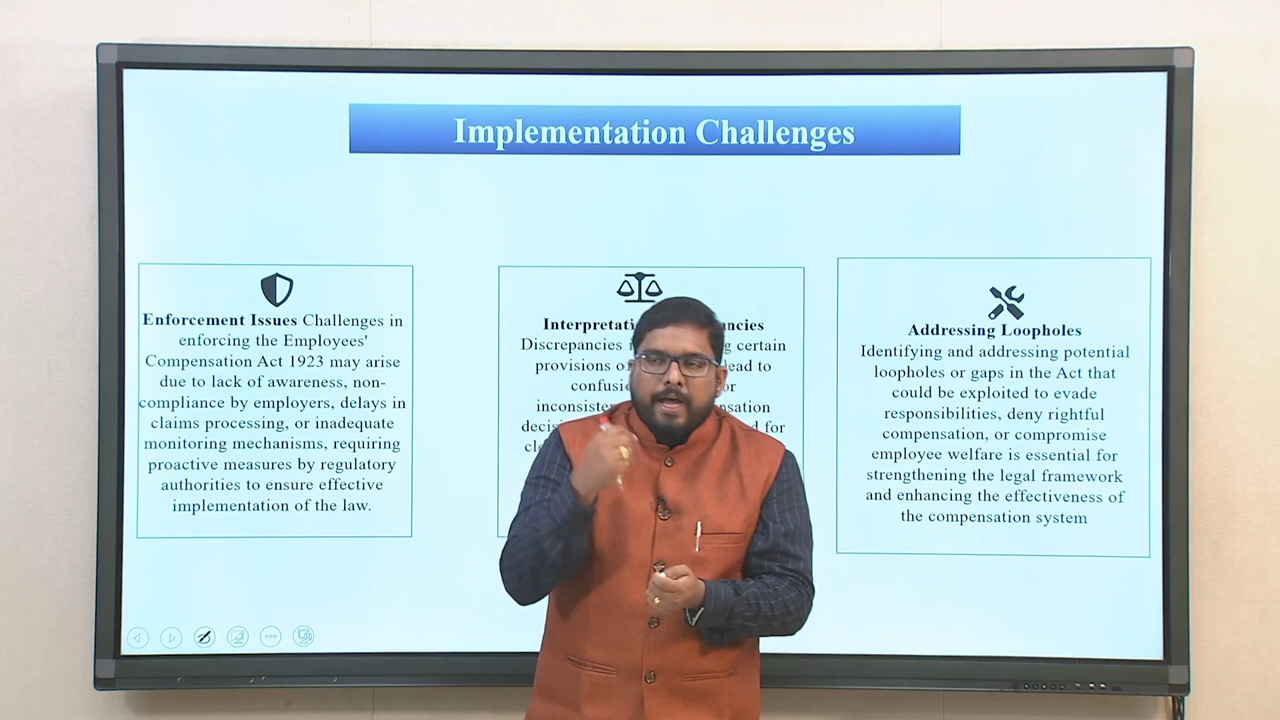 Implementation Challenges
Enforcement Issues Challenges in
enforcing the Employees'
Compensation Act 1923 may arise
due to lack of awareness, non-
compliance by employers, delays in
claims processing, or inadequate
monitoring mechanisms, requiring
proactive measures by regulatory
authorities to ensure effective
implementation of the law.
Discrepancies certain
provisions lead to
sation
for
Addressing Loopholes
Identifying and addressing potential
loopholes or gaps in the Act that
could be exploited to evade
responsibilities, deny rightful
compensation, or compromise
employee welfare is essential for
strengthening the legal framework
and enhancing the effectiveness of
the compensation system